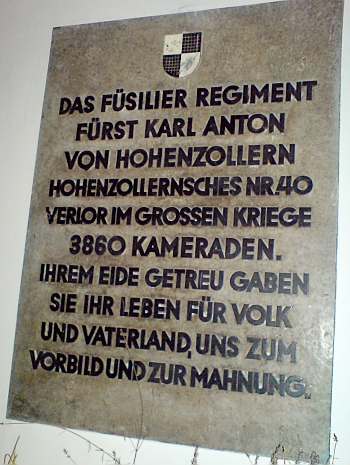 DAS FÜSILIER REGIMENT
FÜRST KARL ANTON
VON HOHENZOLLERN
HOHENZOLLERNSCHES NR.40
VERLOR IM GROSSEN KRIEGE
3860 KAMERADEN.
IHREM EIDE GETREU GABEN
SIE IHR LEBEN FÜR VOLK
UND VATERLAND, UNS ZUM
VORBILD UND ZUR MAHNUNG.